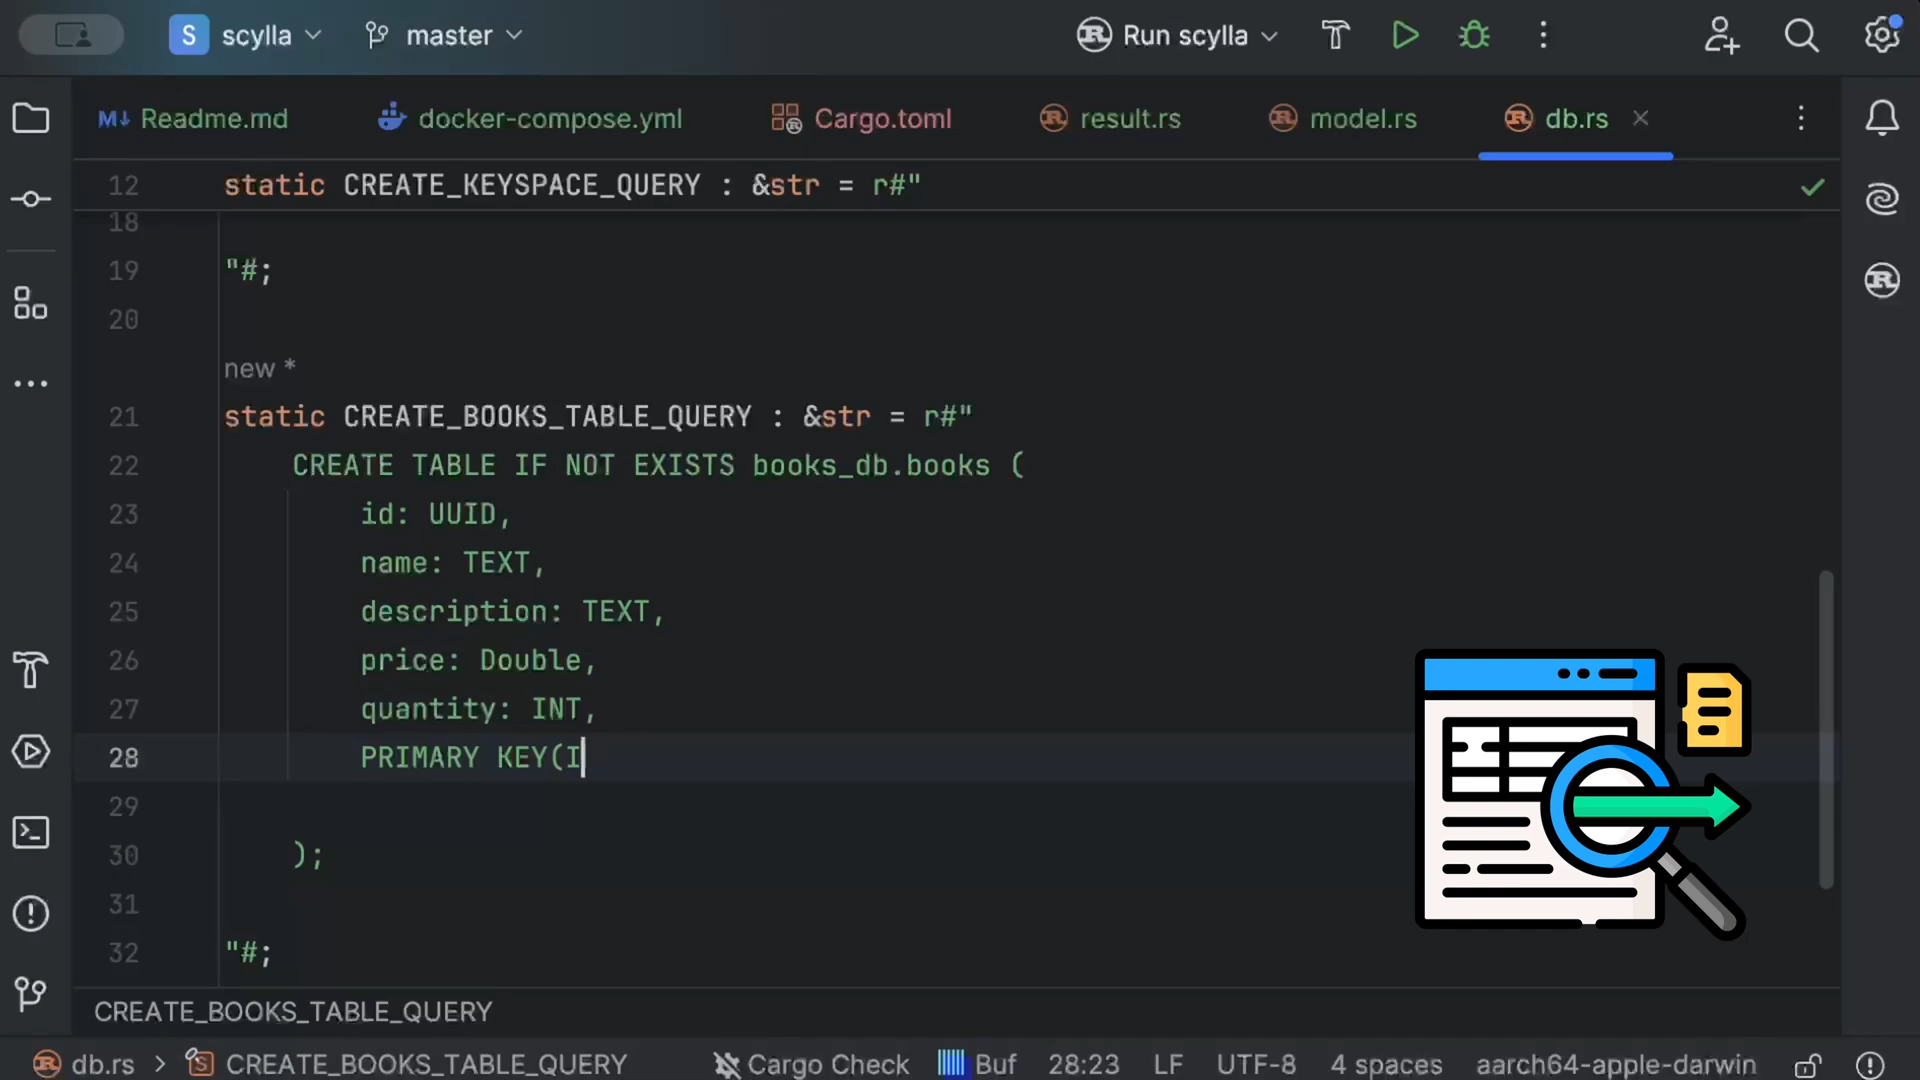 S scylla master Run scylla
Readme.md docker-compose.yml Cargo.toml result.rs model.rs db.rs
12 static CREATE_KEYSPACE_QUERY : &str = r#"
18
19 "#;
20
new *
21 static CREATE_BOOKS_TABLE_QUERY : &str = r#"
22 CREATE TABLE IF NOT EXISTS books_db.books (
23 id: UUID,
24 name: TEXT,
25 description: TEXT,
26 price: Double,
27 quantity: INT,
28 PRIMARY KEY(I
29
30 );
31
32 "#;
CREATE_BOOKS_TABLE_QUERY
db.rs > CREATE_BOOKS_TABLE_QUERY Cargo Check Buf 28:23 LF UTF-8 4 spaces aarch64-apple-darwin